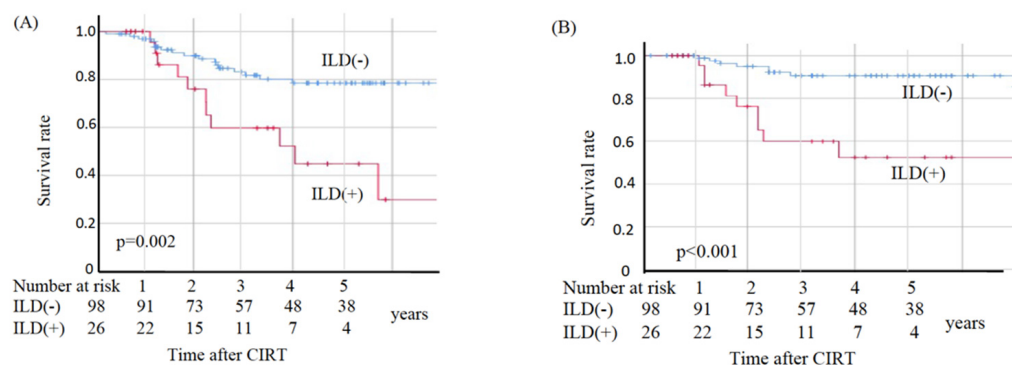 (A)
1.0
0.8
0.6
0.4
0.2
0
Survival rate
ILD(-)
ILD(+)
p=0.002
Number at risk 1 2 3 4 5
ILD(-) 98 91 73 57 48 38
ILD(+) 26 22 15 11 7 4
years
Time after CIRT
(B)
1.0
0.8
0.6
0.4
0.2
0
Survival rate
ILD(-)
ILD(+)
p<0.001
Number at risk 1 2 3 4 5
ILD(-) 98 91 73 57 48 38
ILD(+) 26 22 15 11 7 4
years
Time after CIRT